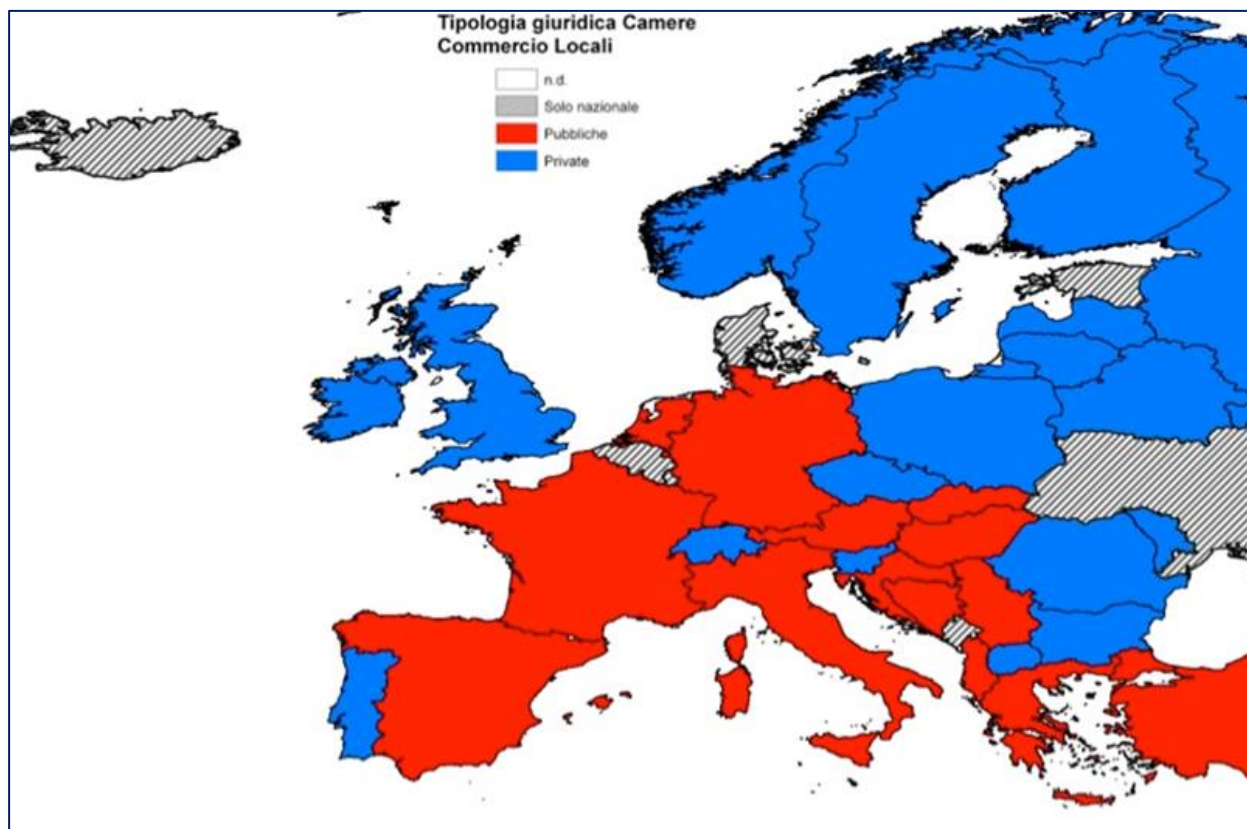 Tipologia giuridica Camere
Commercio Locali
n.d.
Solo nazionale
Pubbliche
Private